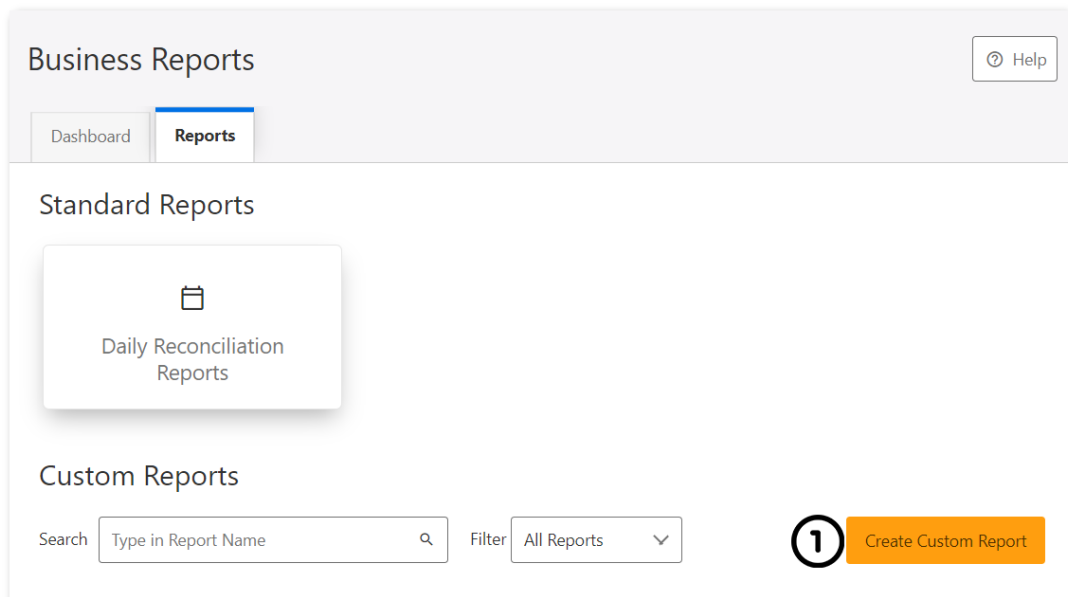 Business Reports
Help
Dashboard
Reports
Standard Reports
Daily Reconciliation
Reports
Custom Reports
Search
Type in Report Name
Filter
All Reports
1
Create Custom Report